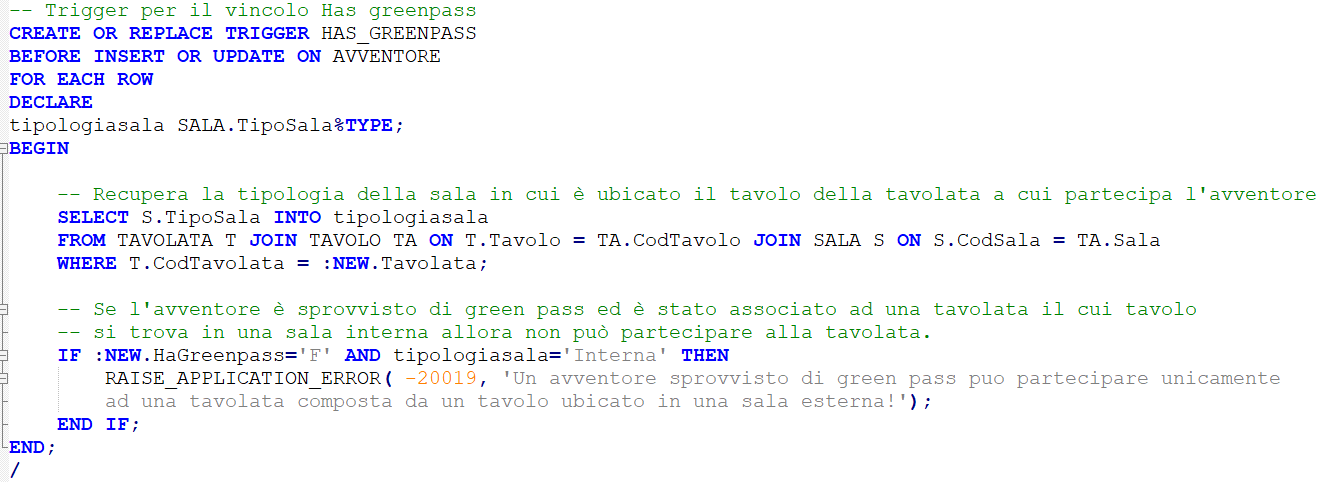 -- Trigger per il vincolo Has greenpass
CREATE OR REPLACE TRIGGER HAS_GREENPASS
BEFORE INSERT OR UPDATE ON AVVENTORE
FOR EACH ROW
DECLARE
tipologiasala SALA.TipoSala%TYPE;
BEGIN
-- Recupera la tipologia della sala in cui è ubicato il tavolo della tavolata a cui partecipa l'avventore
SELECT S.TipoSala INTO tipologiasala
FROM TAVOLATA T JOIN TAVOLO TA ON T.Tavolo = TA.CodTavolo JOIN SALA S ON S.CodSala = TA.Sala
WHERE T.CodTavolata = :NEW.Tavolata;
-- Se l'avventore è sprovvisto di green pass ed è stato associato ad una tavolata il cui tavolo
-- si trova in una sala interna allora non può partecipare alla tavolata.
IF :NEW.HaGreenpass='F' AND tipologiasala='Interna' THEN
RAISE_APPLICATION_ERROR( -20019, 'Un avventore sprovvisto di green pass puo partecipare unicamente
ad una tavolata composta da un tavolo ubicato in una sala esterna!');
END IF;
END;
/